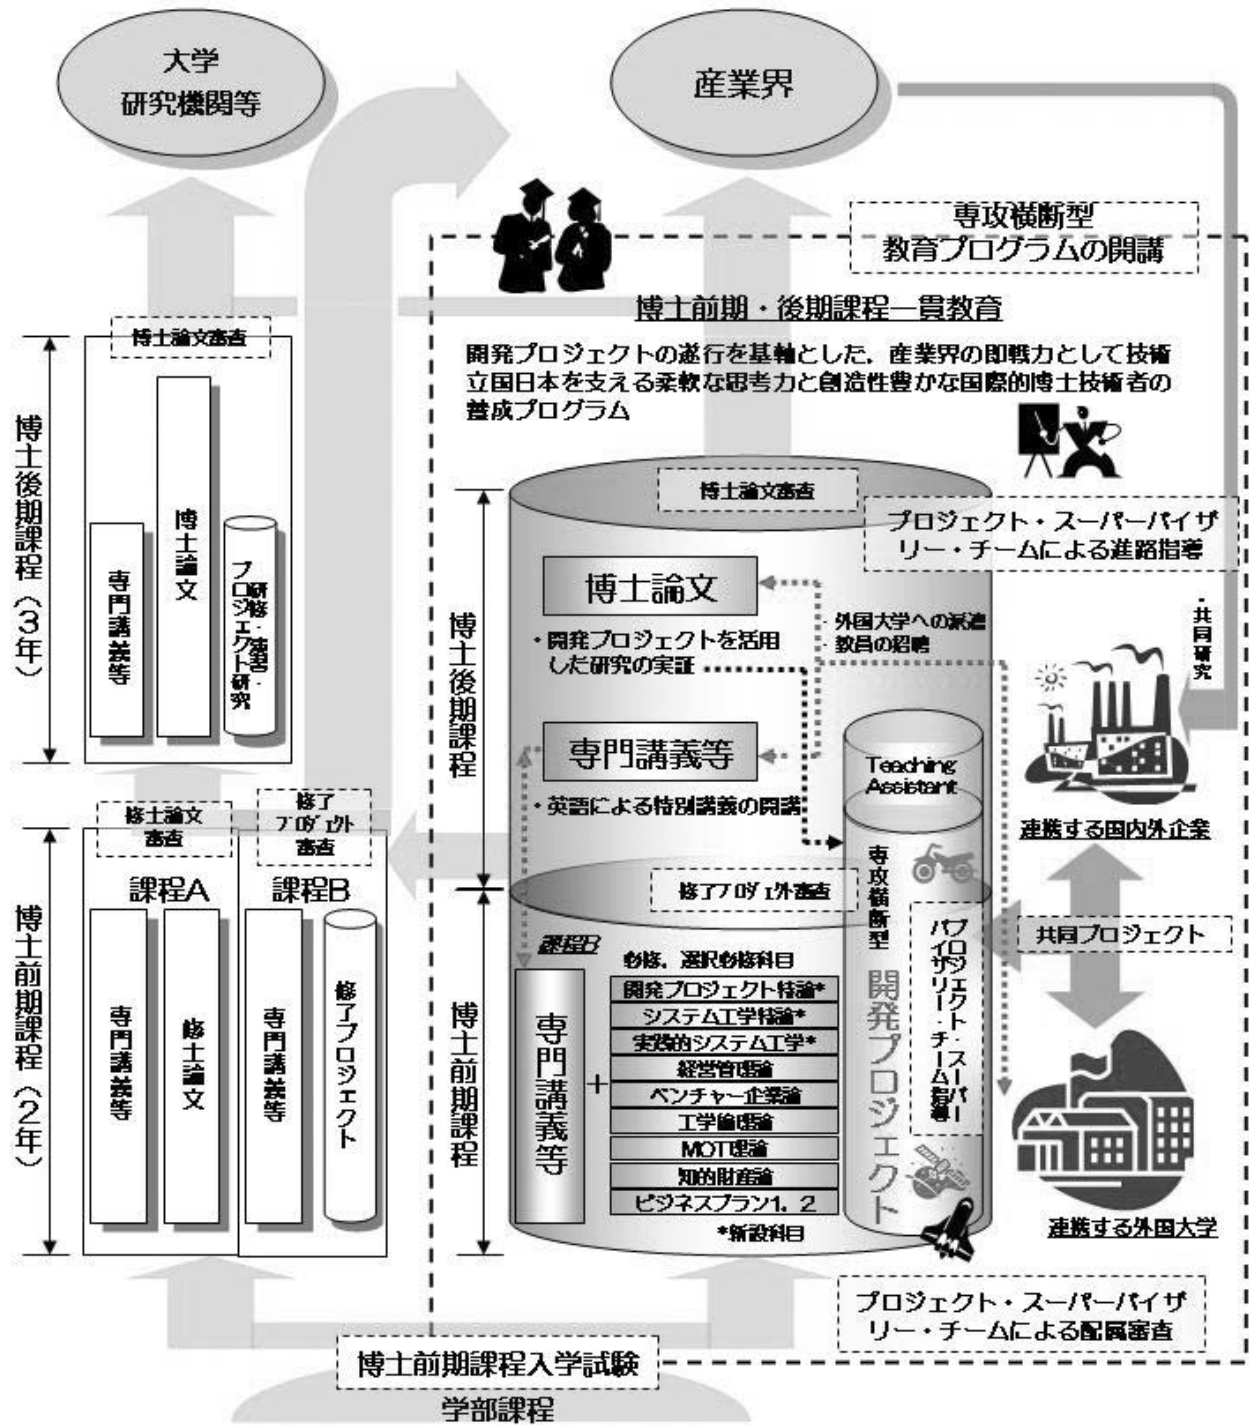 大学
研究機関等
産業界
専攻横断型
教育プログラムの開講
博士前期・後期課程一貫教育
開発プロジェクトの遂行を基軸とした，産業界の即戦力として技術
立国日本を支える柔軟な思考力と創造性豊かな国際的博士技術者の
養成プログラム
博士論文審査
博士後期課程（3年）
専門講義等
博士論文
研修・演習・
プロジェクト研究
博士論文審査
プロジェクト・スーパーバイザ
リー・チームによる進路指導
博士後期課程
博士論文
・開発プロジェクトを活用
した研究の実証
・外国大学への派遣
・教員の招聘
・共同研究
専門講義等
・英語による特別講義の開講
Teaching
Assistant
連携する国内外企業
修士論文
審査
修了
プロジェクト
審査
課程A
課程B
博士前期課程（2年）
専門講義等
修士論文
専門講義等
修了プロジェクト
修了プロジェクト審査
博士前期課程
課程B
必修，選択必修科目
専門講義等
+
開発プロジェクト特論*
システム工学特論*
実践的システム工学*
経営管理論
ベンチャー企業論
工学倫理論
MOT理論
知的財産論
ビジネスプラン1，2
*新設科目
専攻横断型
開発プロジェクト
プロジェクト・スーパー
バイザリー・チーム指導
共同プロジェクト
連携する外国大学
プロジェクト・スーパーバイザ
リー・チームによる配属審査
博士前期課程入学試験
学部課程